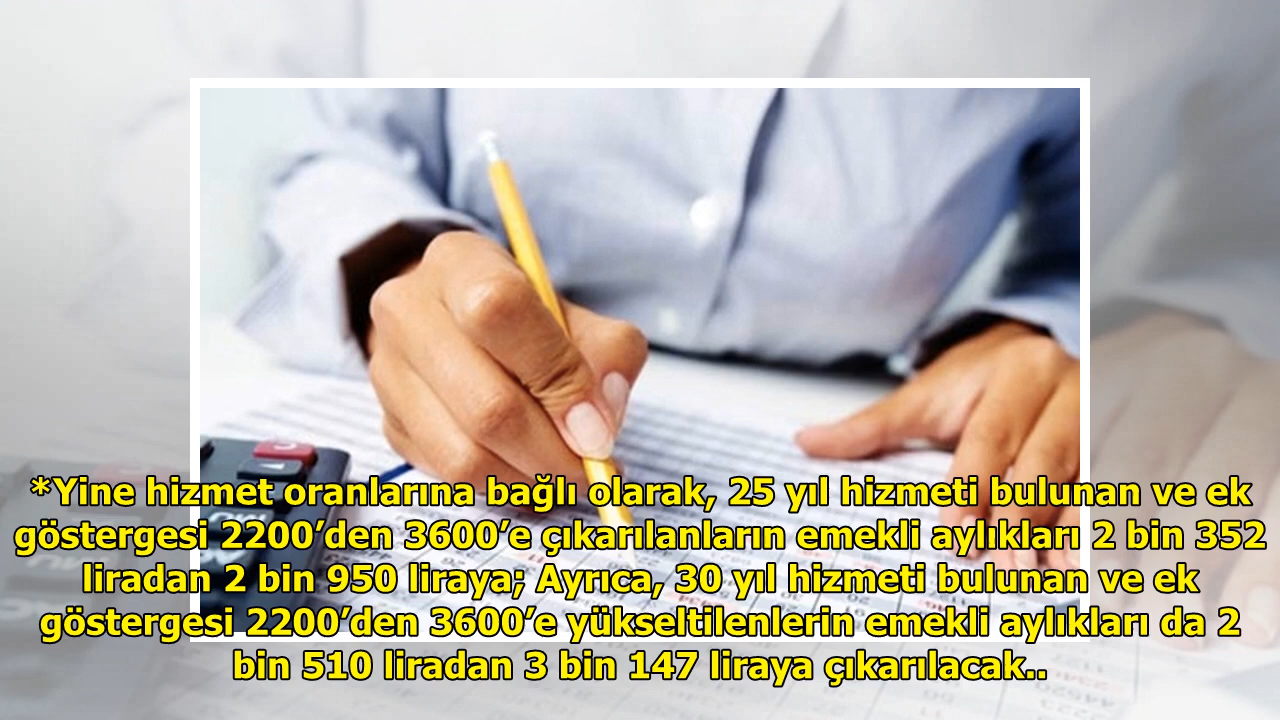 *Yine hizmet oranlarına bağlı olarak, 25 yıl hizmeti bulunan ve ek
göstergesi 2200’den 3600’e çıkarılanların emekli aylıkları 2 bin 352
liradan 2 bin 950 liraya; Ayrıca, 30 yıl hizmeti bulunan ve ek
göstergesi 2200’den 3600’e yükseltilenlerin emekli aylıkları da 2
bin 510 liradan 3 bin 147 liraya çıkarılacak..